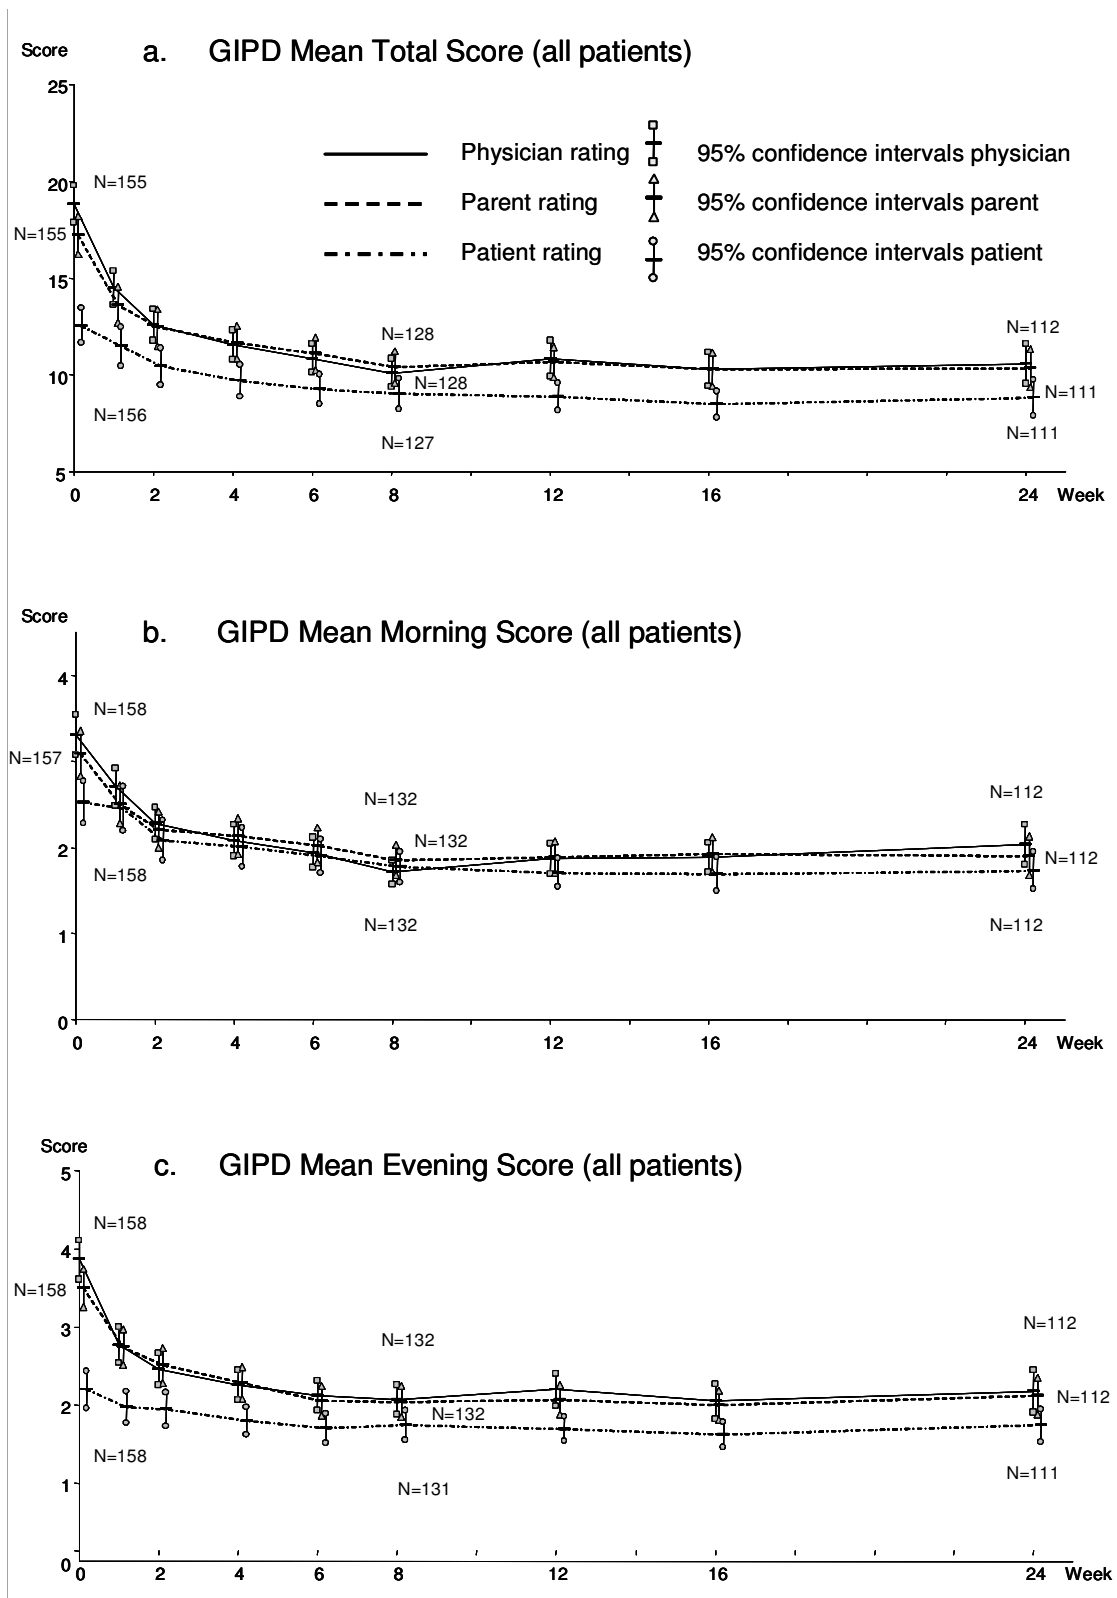 Score
a. GIPD Mean Total Score (all patients)
25
Physician rating 95% confidence intervals physician
20
N=155
Parent rating 95% confidence intervals parent
N=155
Patient rating 95% confidence intervals patient
15
N=128
N=112
10
N=128
N=111
N=156
N=127
N=111
5
0 2 4 6 8 12 16 24 Week
Score
b. GIPD Mean Morning Score (all patients)
4
N=158
N=157
N=132
N=112
N=132
2
N=112
N=158
N=132
N=112
1
0
0 2 4 6 8 12 16 24 Week
Score
c. GIPD Mean Evening Score (all patients)
5
N=158
4
N=158
3
N=132
N=112
2
N=132
N=112
N=158
N=131
N=111
1
0
0 2 4 6 8 12 16 24 Week